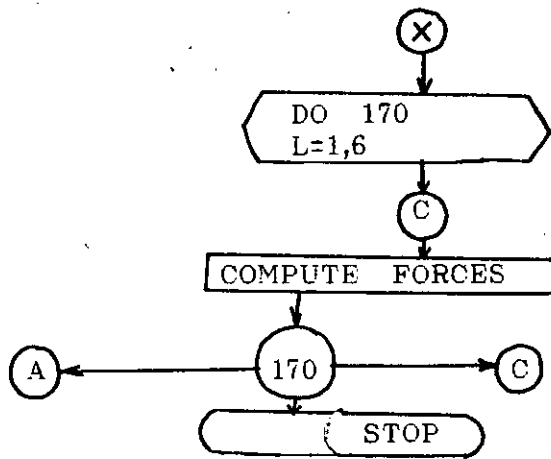 X
DO 170
L=1,6
C
COMPUTE FORCES
A
170
C
STOP